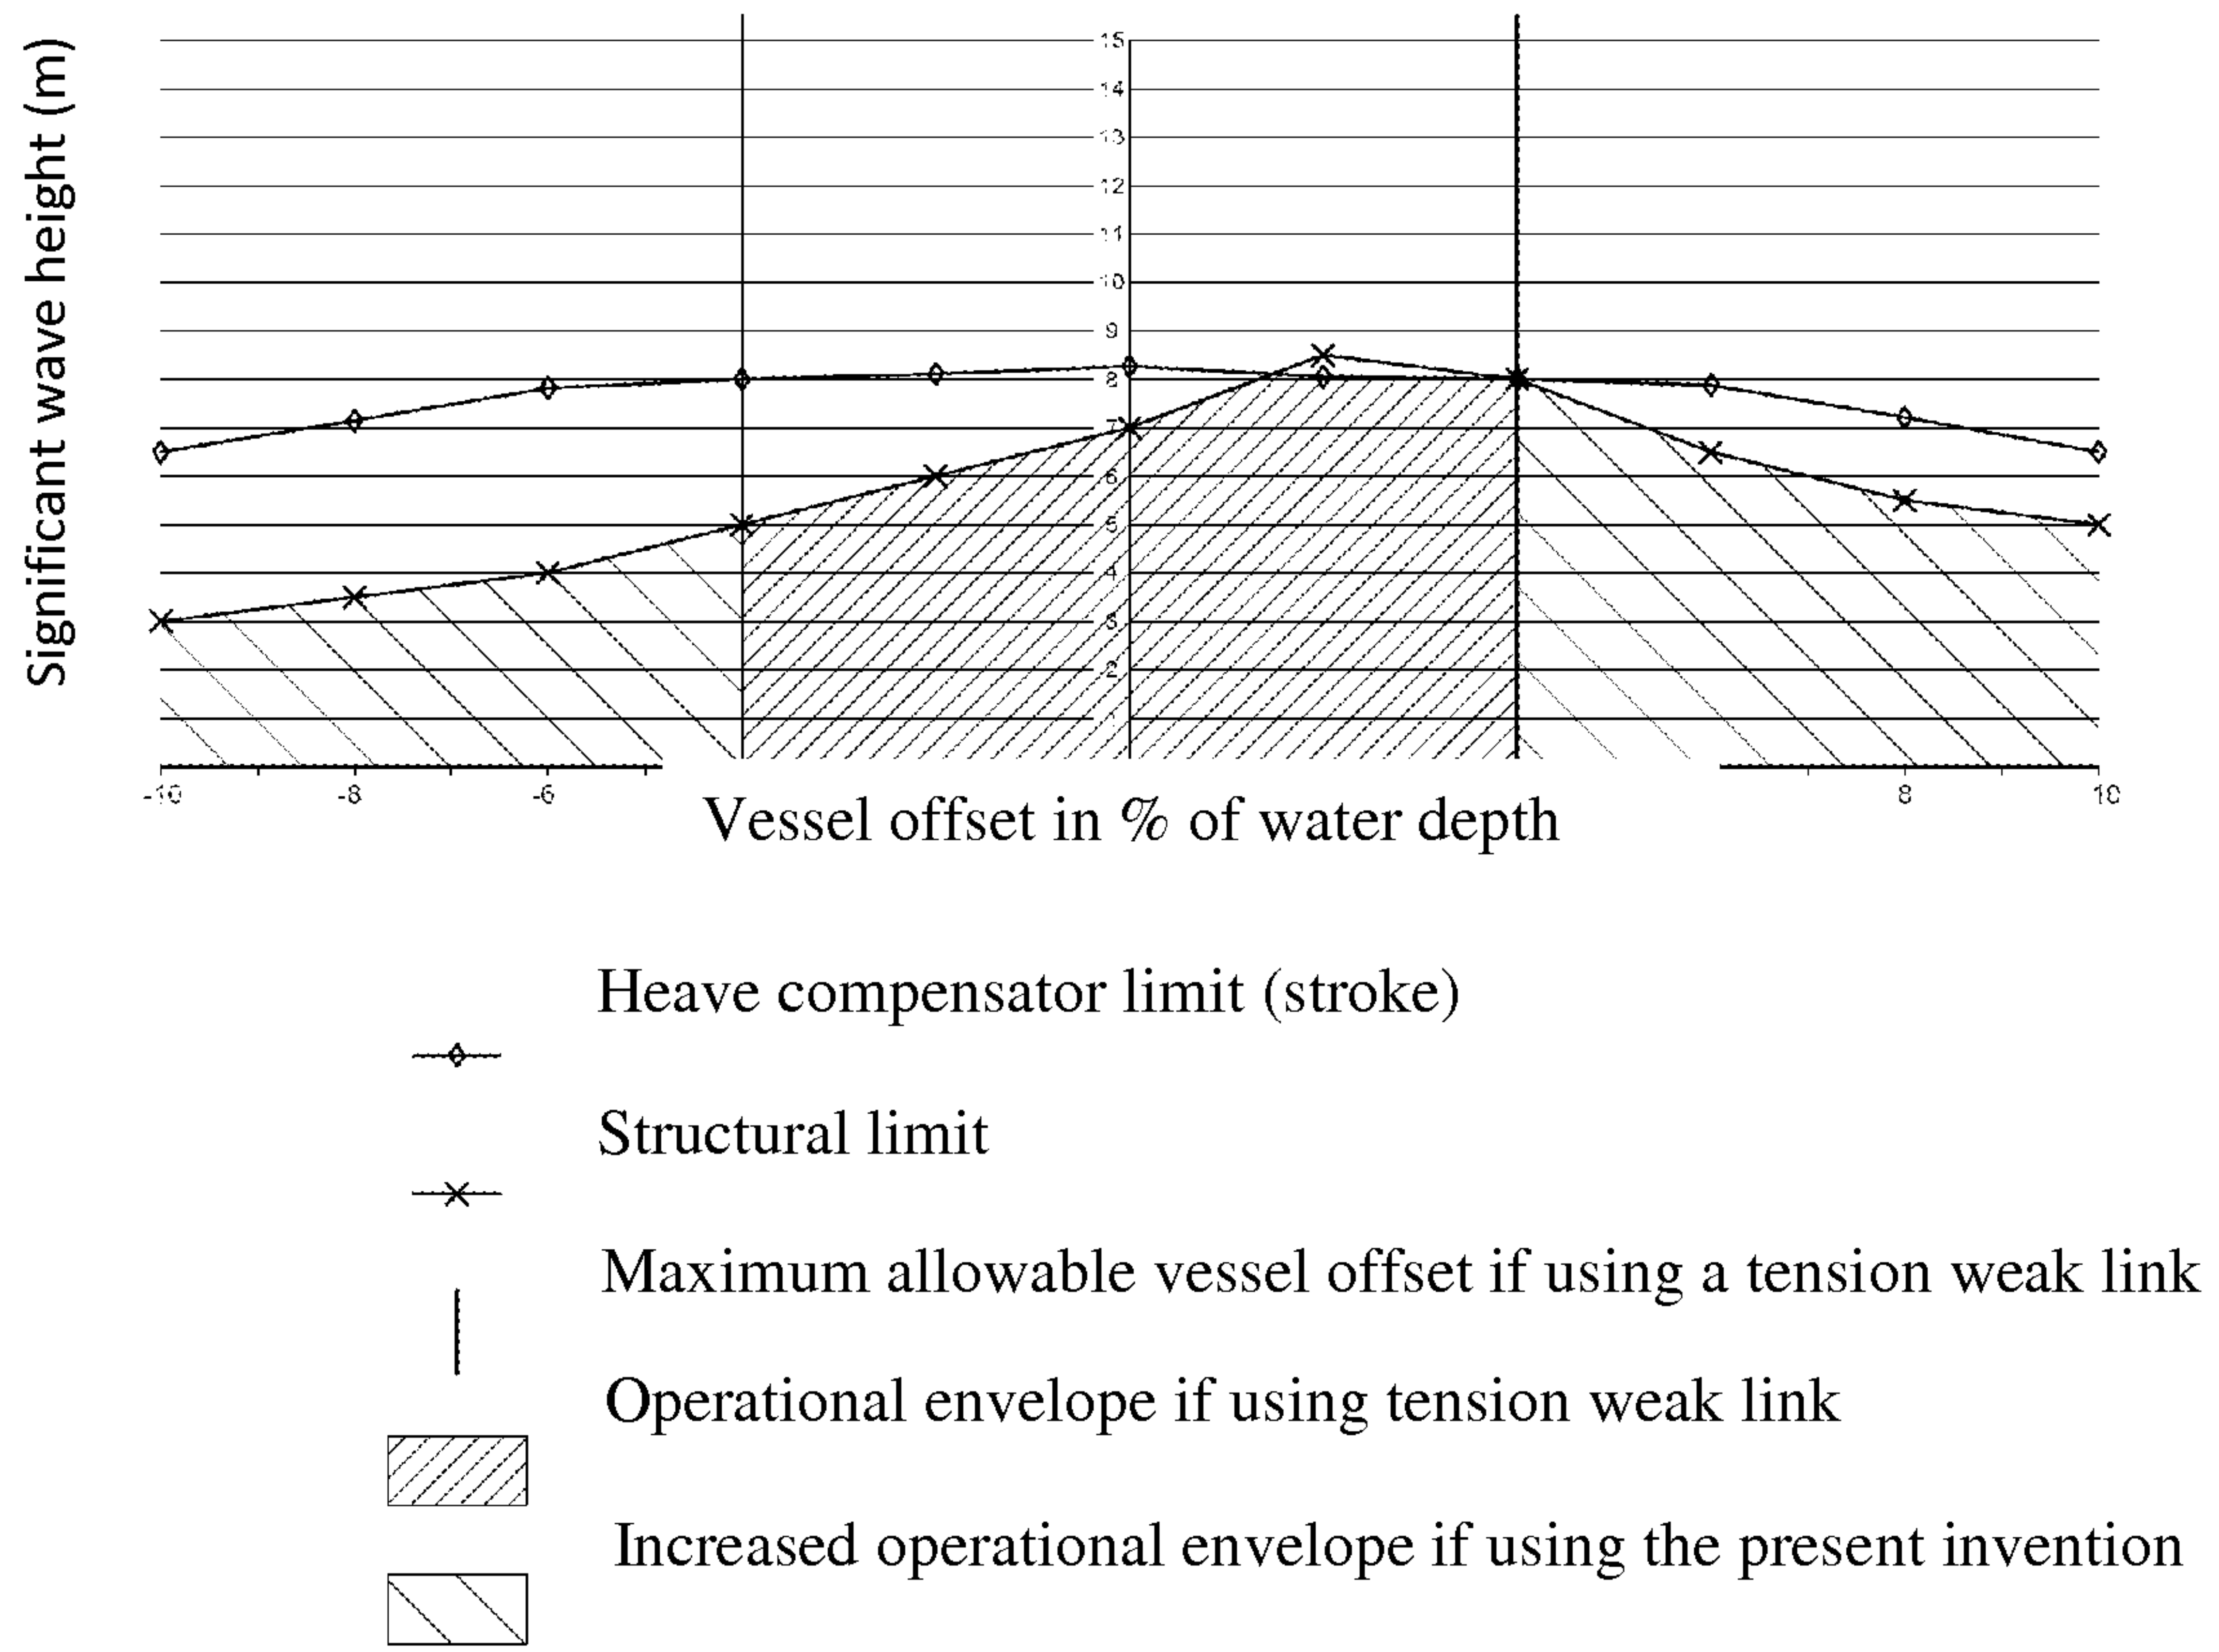 Significant wave height (m)
15
14
13
12
11
10
9
8
7
6
5
4
3
2
1
-10 -8 -6 8 10
Vessel offset in % of water depth
Heave compensator limit (stroke)
Structural limit
Maximum allowable vessel offset if using a tension weak link
Operational envelope if using tension weak link
Increased operational envelope if using the present invention